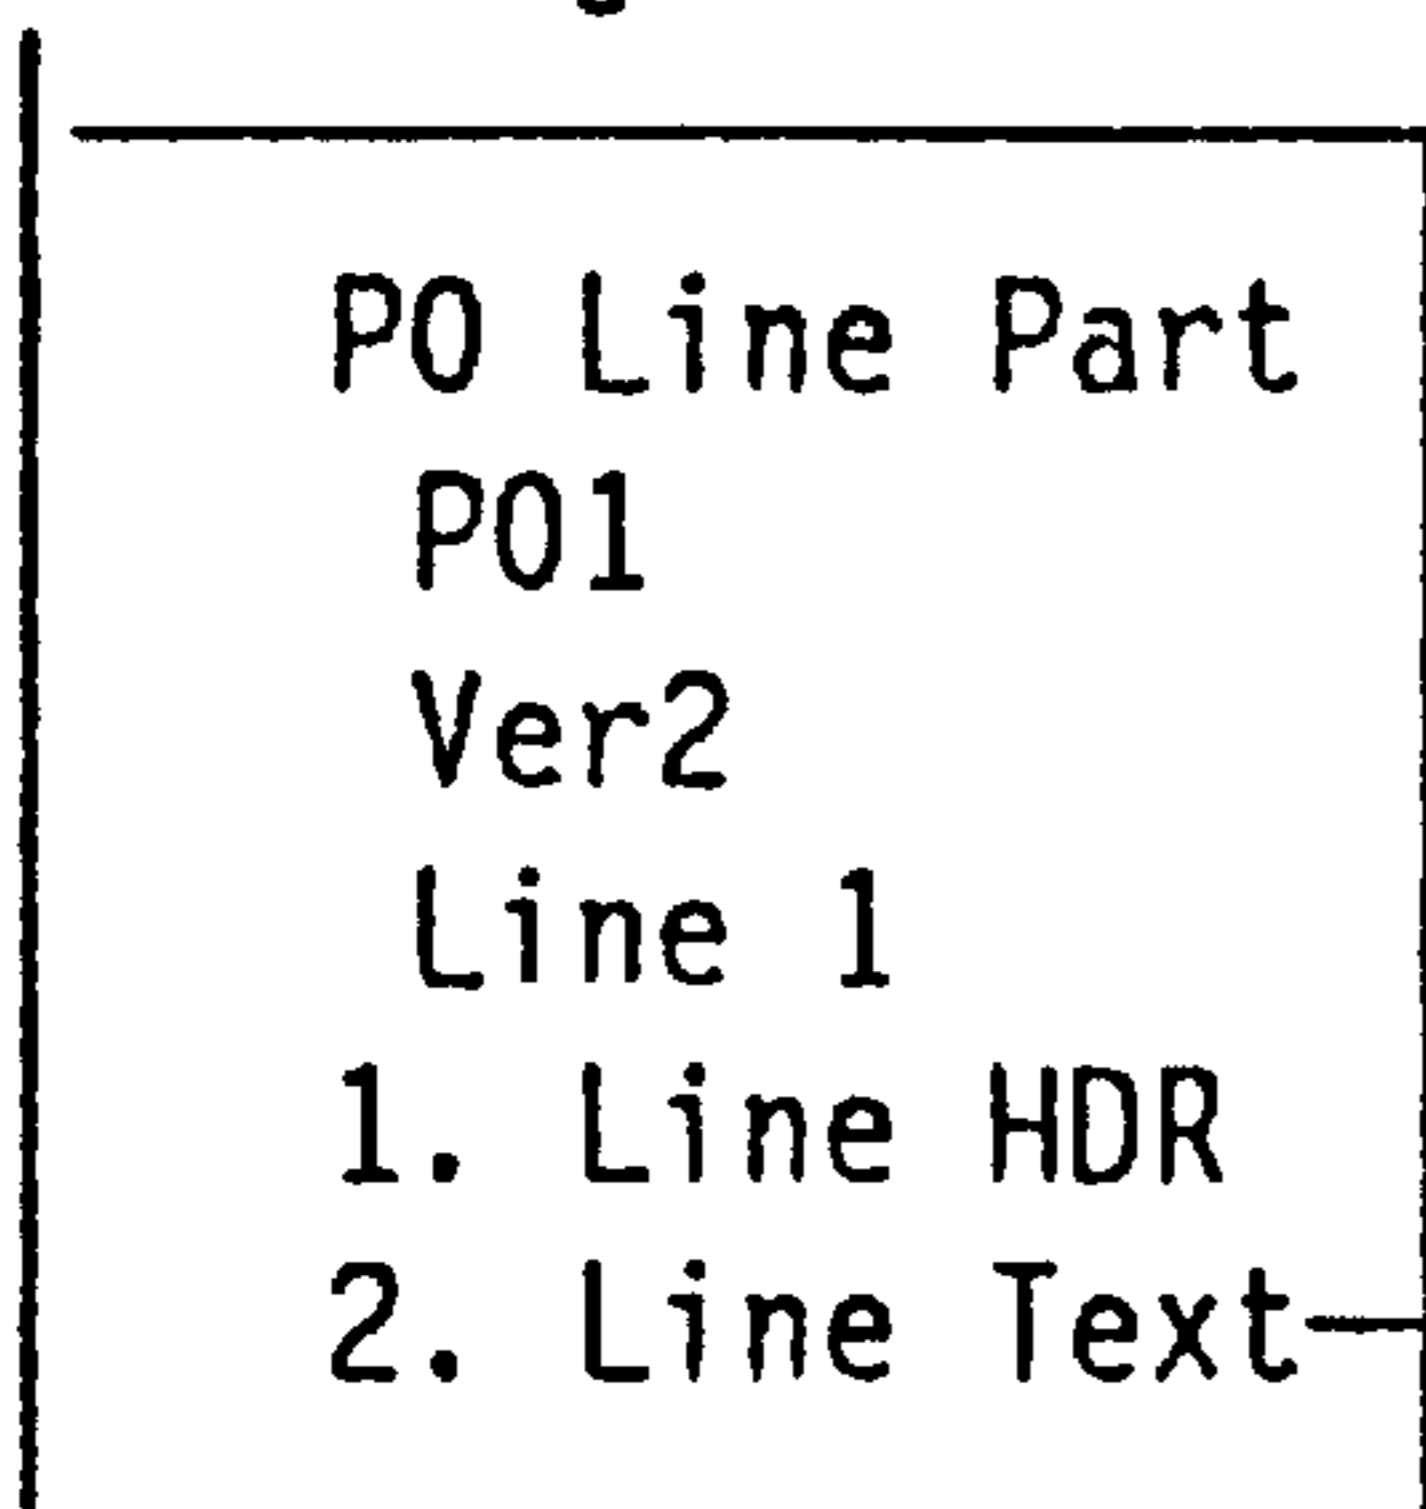 PO Line Part
PO1
Ver2
Line 1
1. Line HDR
2. Line Text